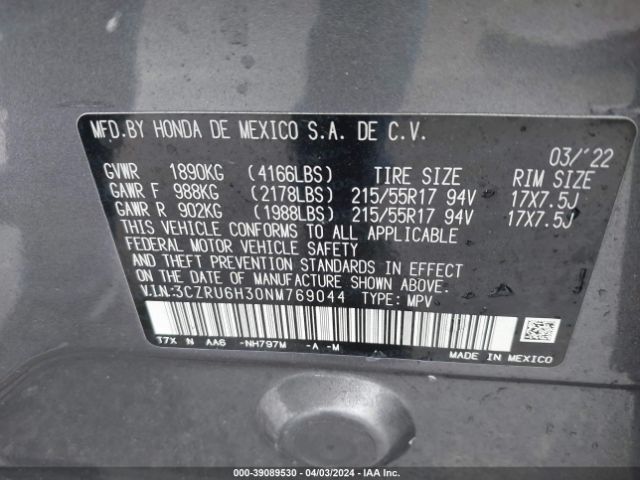 MFD.BY HONDA DE MEXICO S.A. DE C.V.
03/'22
GVWR 1890KG (4166LBS) TIRE SIZE RIM SIZE
GAWR F 988KG (2178LBS) 215/55R17 94V 17X7.5J
GAWR R 902KG (1988LBS) 215/55R17 94V 17X7.5J
THIS VEHICLE CONFORMS TO ALL APPLICABLE
FEDERAL MOTOR VEHICLE SAFETY
AND THEFT PREVENTION STANDARDS IN EFFECT
ON THE DATE OF MANUFACTURE SHOWN ABOVE.
V.I.N:3CZRU6H30NM769044 TYPE: MPV
T7X N AA6 -NH797M -A -M
MADE IN MEXICO
000-39089530 - 04/03/2024 - IAA Inc.